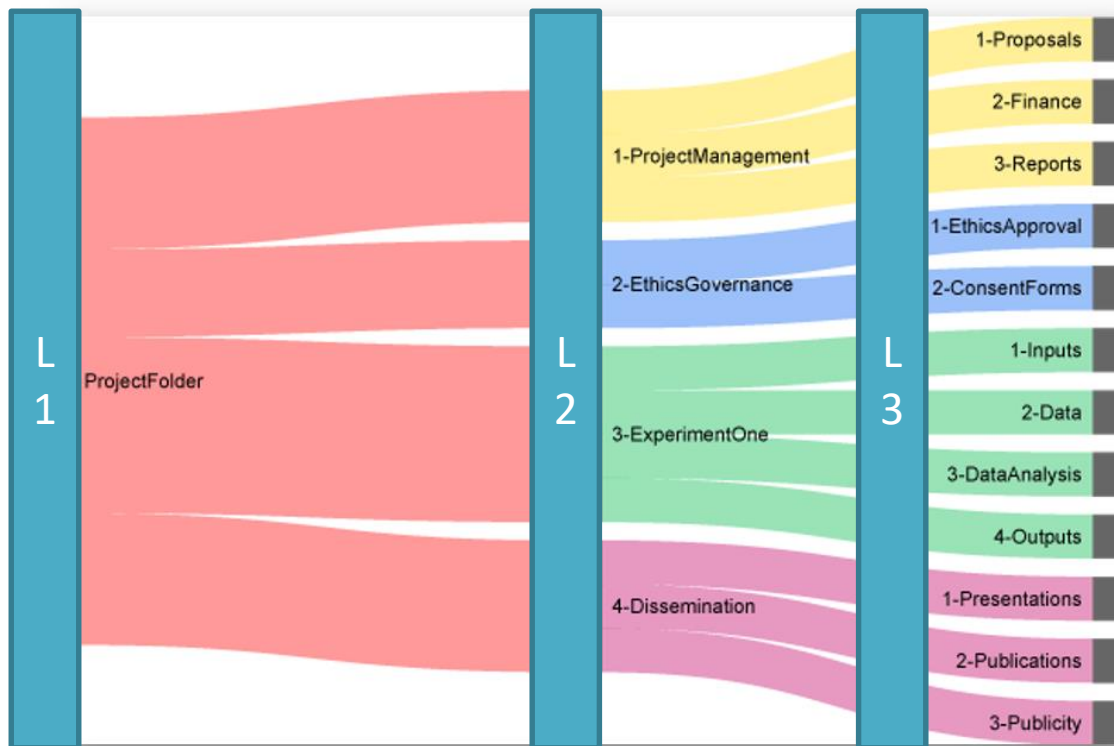 L
1
ProjectFolder
L
2
1-ProjectManagement
2-EthicsGovernance
3-ExperimentOne
4-Dissemination
L
3
1-Proposals
2-Finance
3-Reports
1-EthicsApproval
2-ConsentForms
1-Inputs
2-Data
3-DataAnalysis
4-Outputs
1-Presentations
2-Publications
3-Publicity